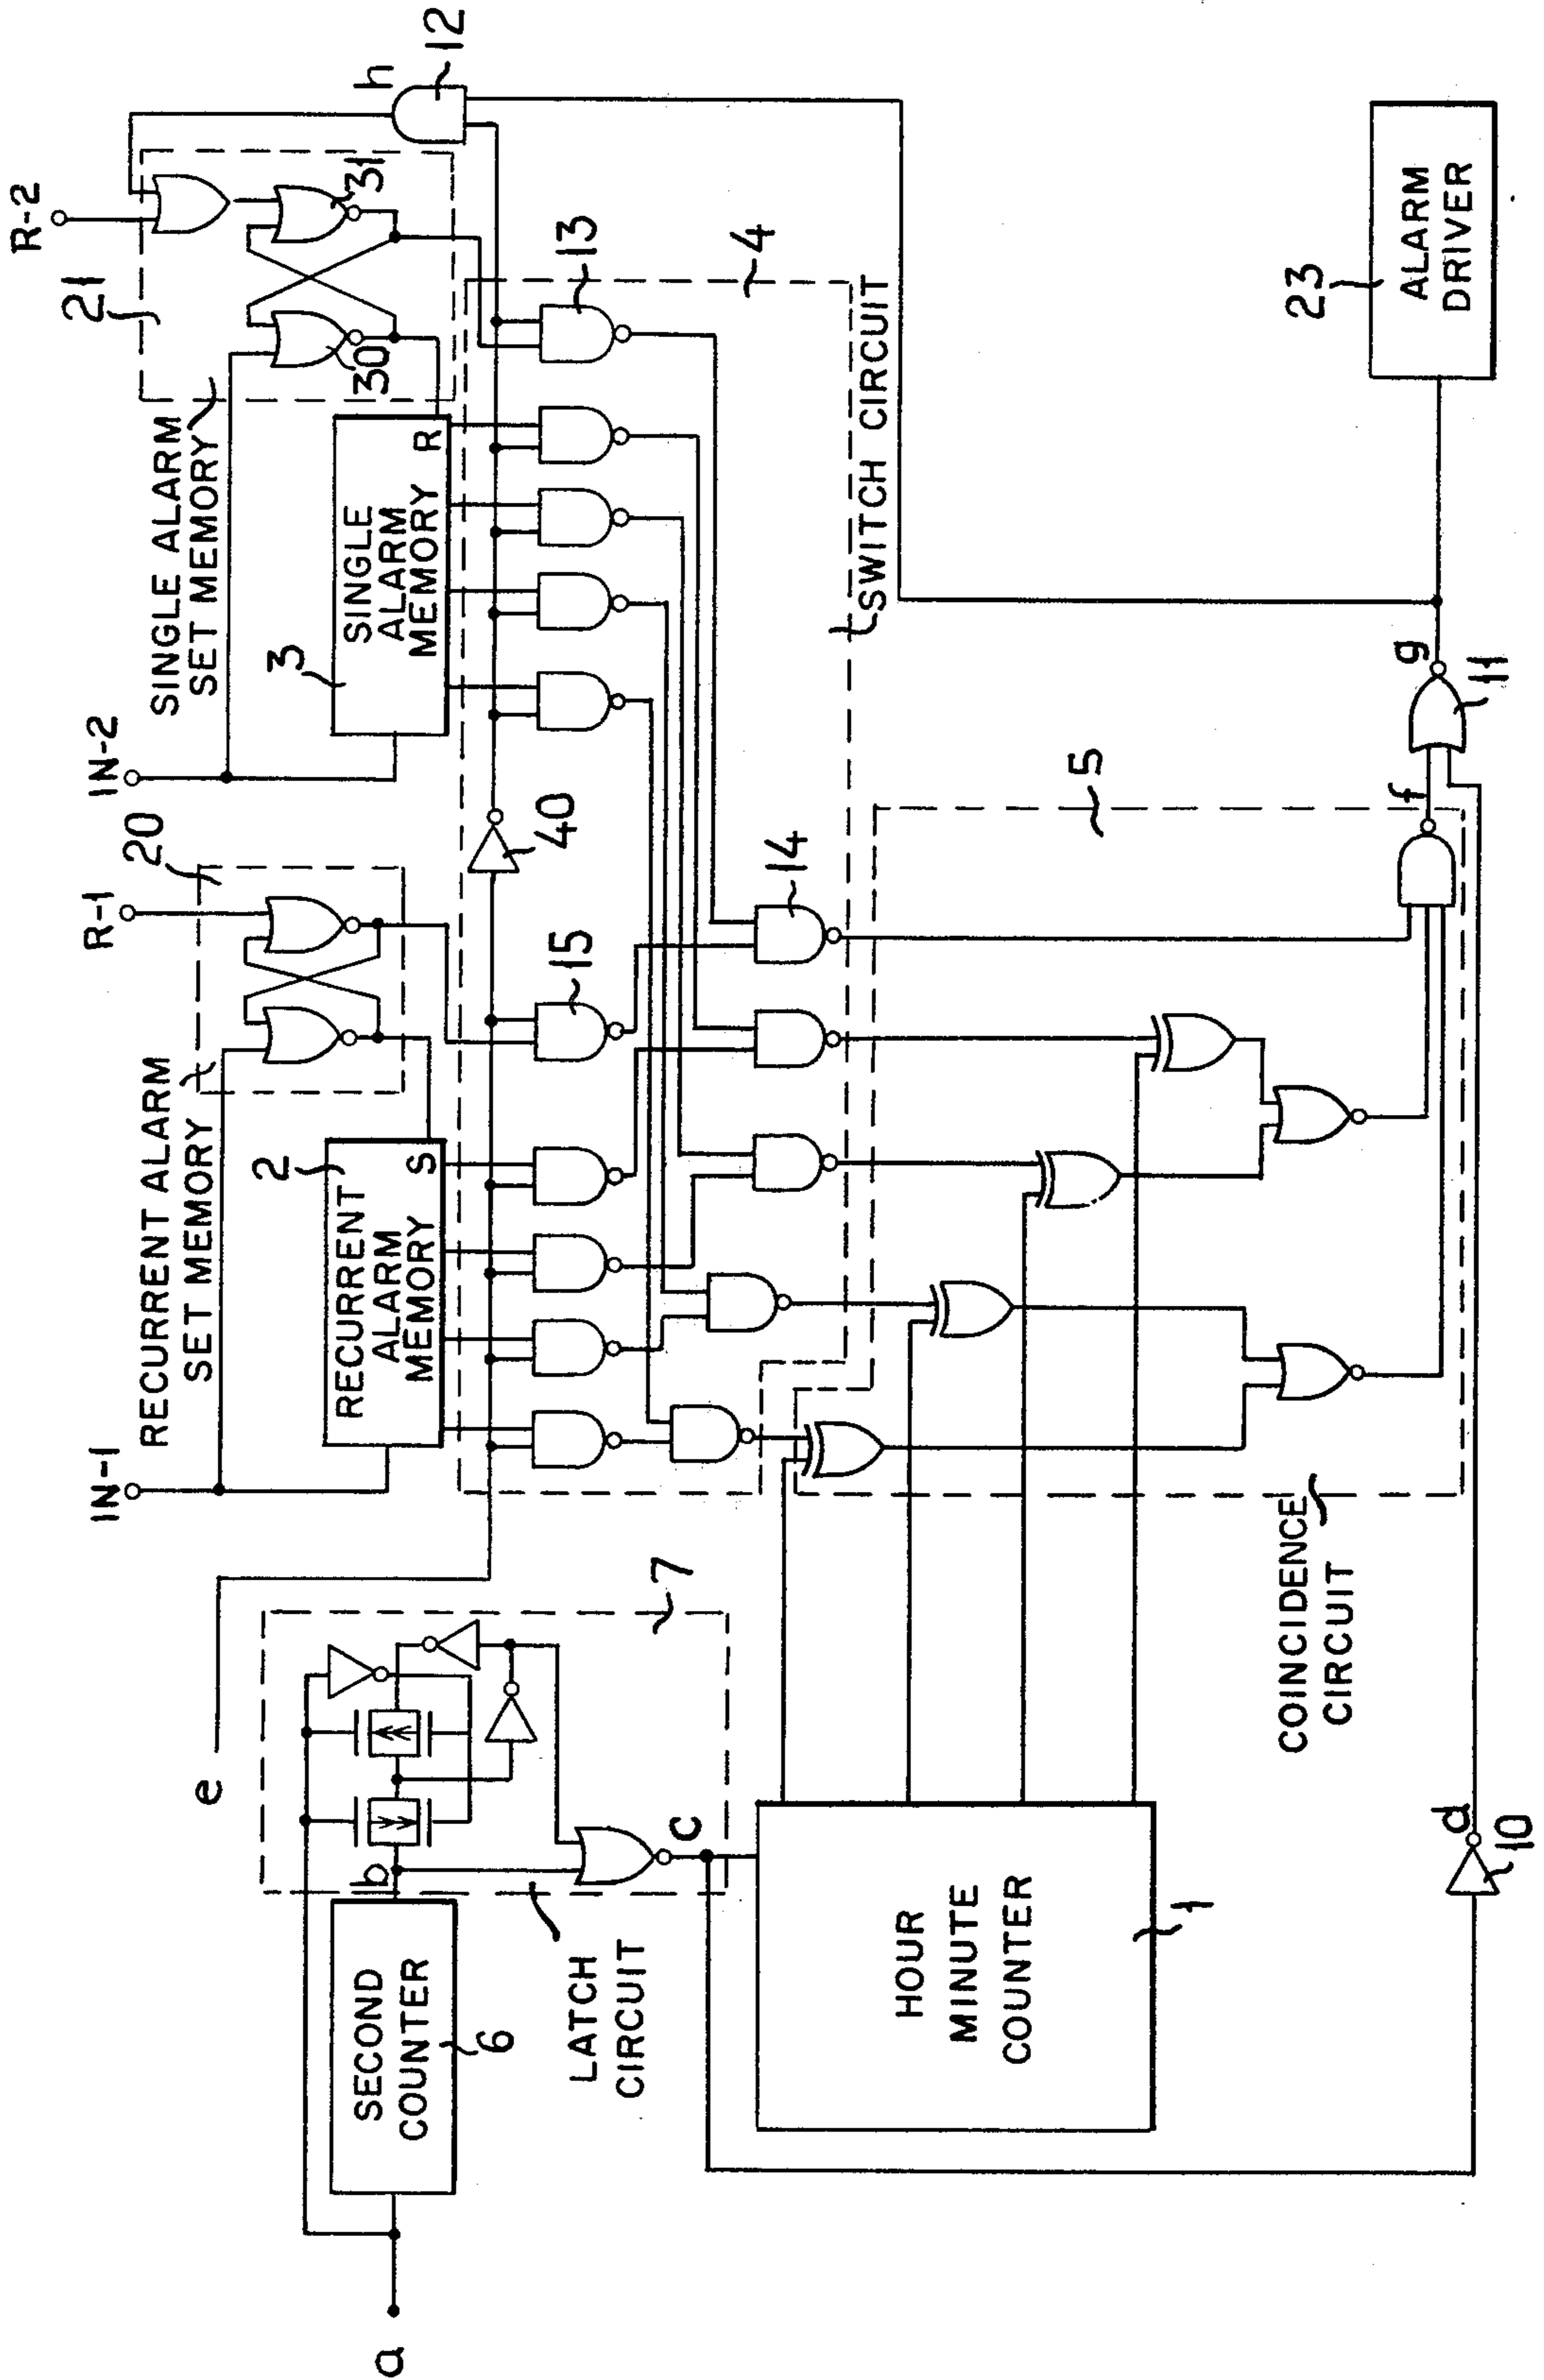 R-2
h
12
21
31
30
SINGLE ALARM
SET MEMORY
IN-2
3
SINGLE
ALARM
MEMORY
R
13
4
SWITCH CIRCUIT
23
ALARM
DRIVER
R-1
20
40
15
14
5
g
11
f
RECURRENT ALARM
SET MEMORY
IN-1
2
RECURRENT
ALARM
MEMORY
S
e
7
COINCIDENCE
CIRCUIT
a
b
c
d
10
SECOND
COUNTER
6
LATCH
CIRCUIT
HOUR
MINUTE
COUNTER
1